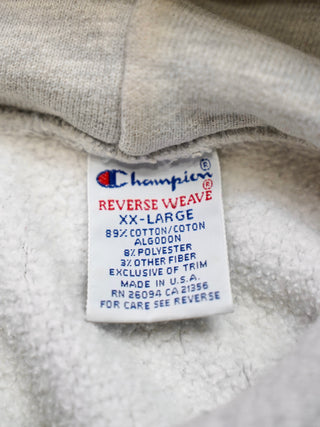 Champion®
®
REVERSE WEAVE
XX-LARGE
89% COTTON/COTON
ALGODON
8% POLYESTER
3% OTHER FIBER
EXCLUSIVE OF TRIM
MADE IN U.S.A.
RN 26094 CA 21356
FOR CARE SEE REVERSE